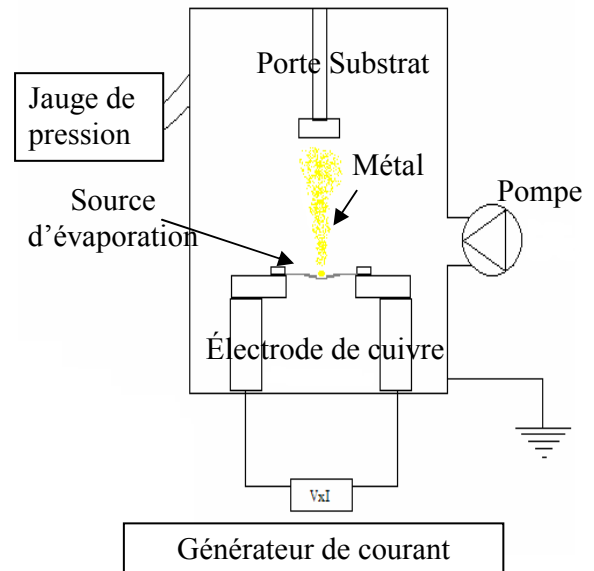 Porte Substrat
Jauge de
pression
Métal
Pompe
Source
d'évaporation
Électrode de cuivre
VxI
Générateur de courant